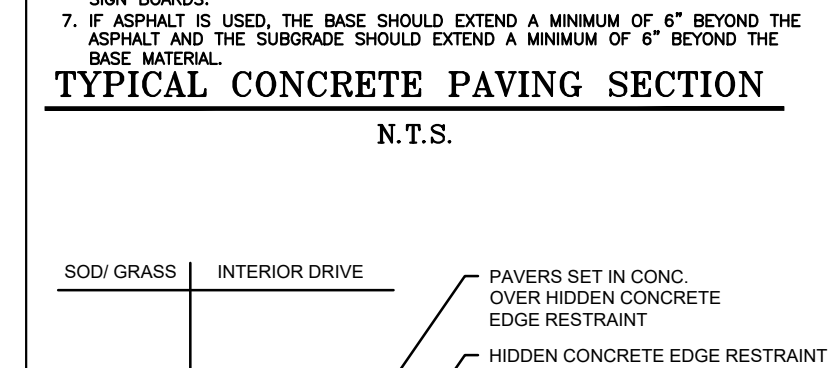 SIGN BOARDS.
7. IF ASPHALT IS USED, THE BASE SHOULD EXTEND A MINIMUM OF 6" BEYOND THE
ASPHALT AND THE SUBGRADE SHOULD EXTEND A MINIMUM OF 6" BEYOND THE
BASE MATERIAL.
TYPICAL CONCRETE PAVING SECTION
N.T.S.
SOD/ GRASS
INTERIOR DRIVE
PAVERS SET IN CONC.
OVER HIDDEN CONCRETE
EDGE RESTRAINT
HIDDEN CONCRETE EDGE RESTRAINT